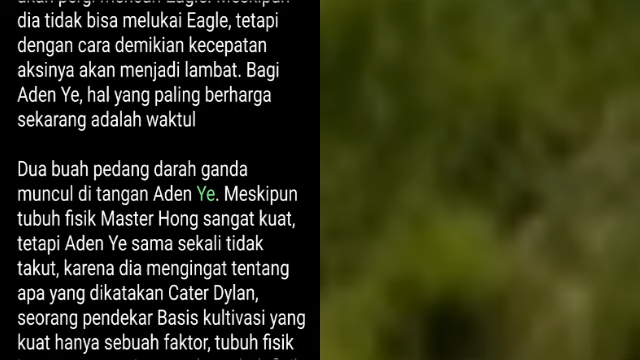 dia tidak bisa melukai Eagle, tetapi
dengan cara demikian kecepatan
aksinya akan menjadi lambat. Bagi
Aden Ye, hal yang paling berharga
sekarang adalah waktul
Dua buah pedang darah ganda
muncul di tangan Aden Ye. Meskipun
tubuh fisik Master Hong sangat kuat,
tetapi Aden Ye sama sekali tidak
takut, karena dia mengingat tentang
apa yang dikatakan Cater Dylan,
seorang pendekar Basis kultivasi yang
kuat hanya sebuah faktor, tubuh fisik